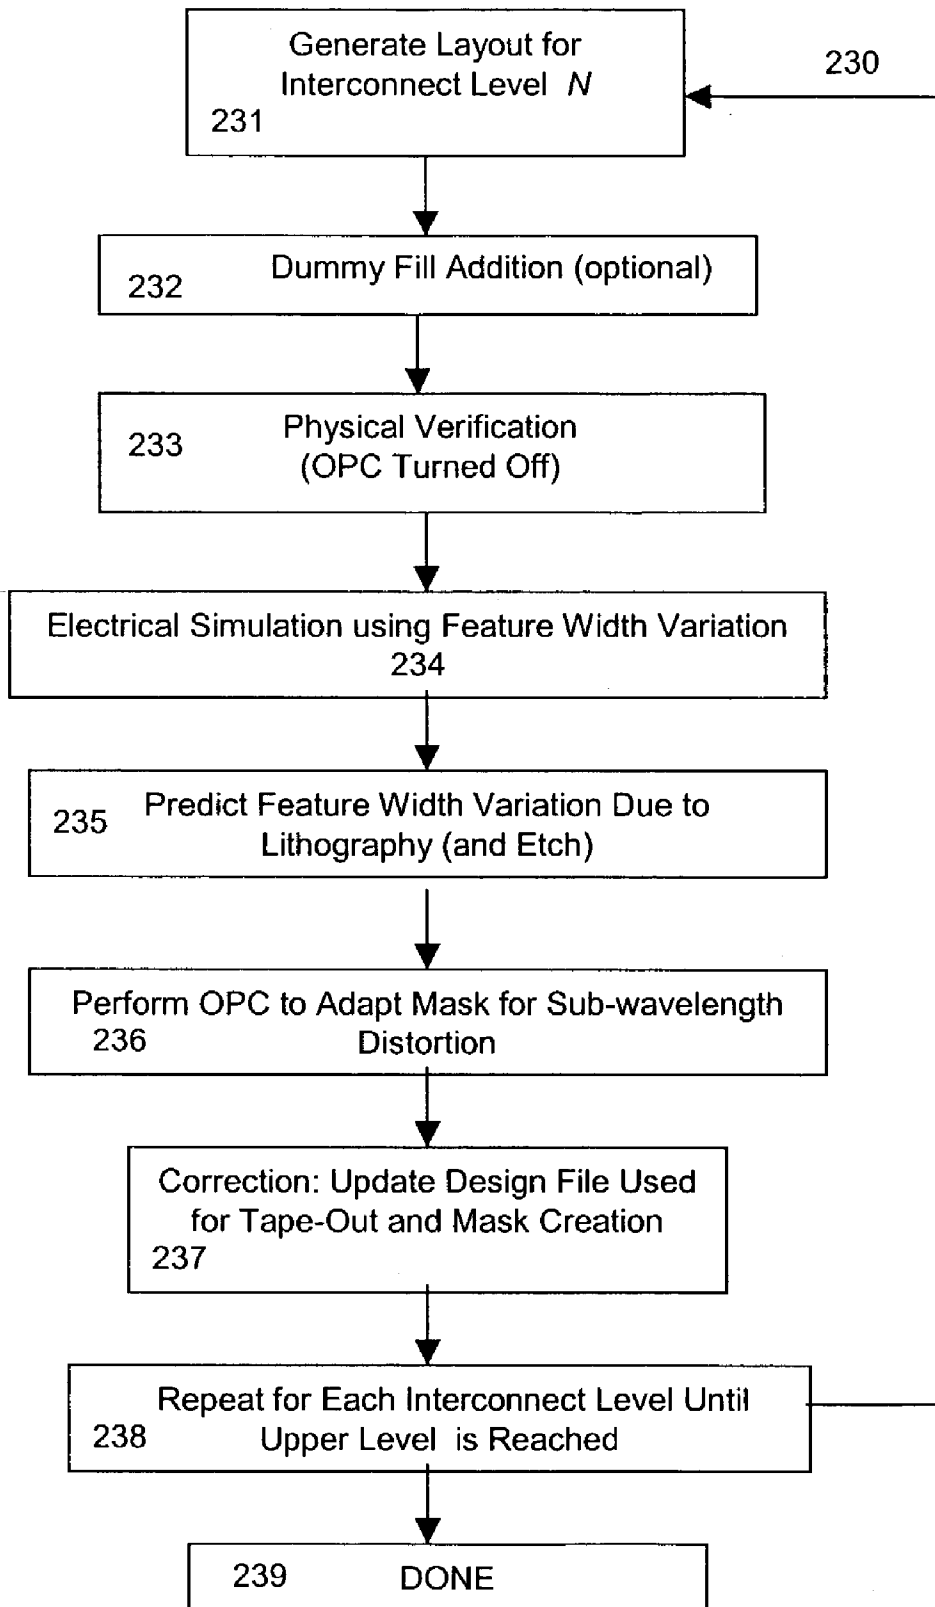 Generate Layout for
Interconnect Level N
231
230
Dummy Fill Addition (optional)
232
233
Physical Verification
(OPC Turned Off)
Electrical Simulation using Feature Width Variation
234
235
Predict Feature Width Variation Due to
Lithography (and Etch)
Perform OPC to Adapt Mask for Sub-wavelength
236
Distortion
Correction: Update Design File Used
for Tape-Out and Mask Creation
237
Repeat for Each Interconnect Level Until
238
Upper Level is Reached
239
DONE